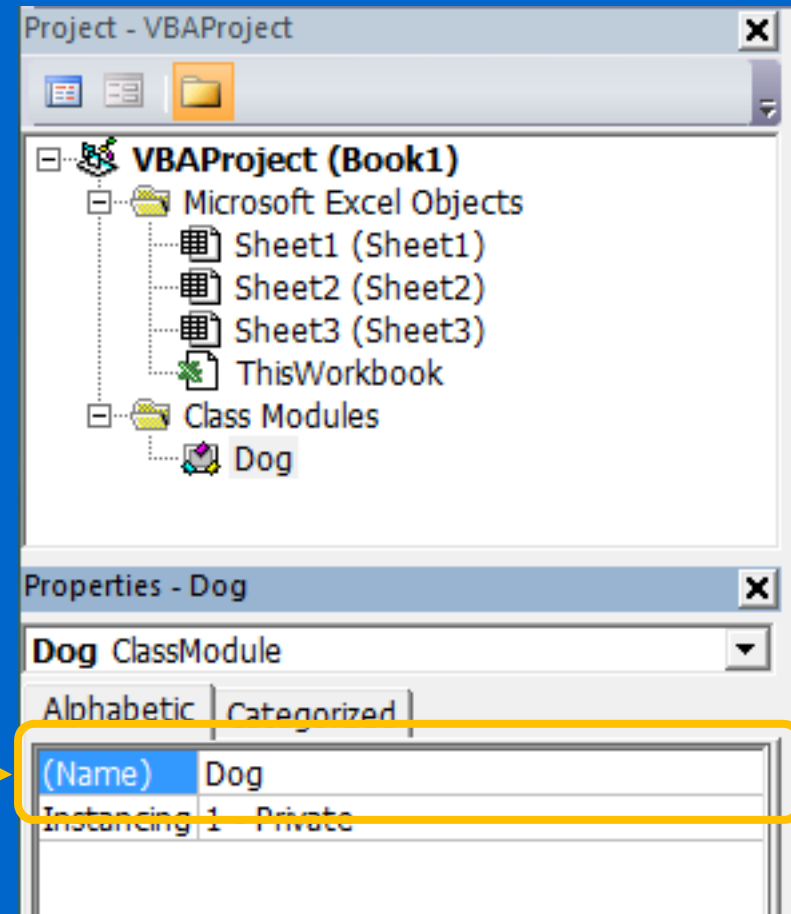 Project - VBAProject
VBAProject (Book1)
Microsoft Excel Objects
Sheet1 (Sheet1)
Sheet2 (Sheet2)
Sheet3 (Sheet3)
ThisWorkbook
Class Modules
Dog
Properties - Dog
Dog ClassModule
Alphabetic Categorized
(Name) Dog
Instancing 1 - Private